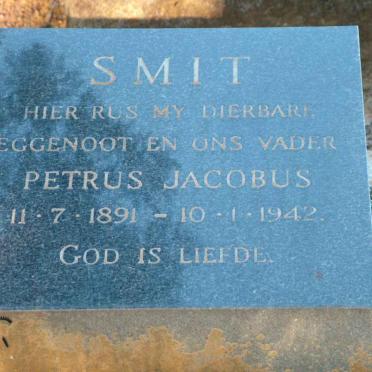 SMIT
HIER RUS MY DIERBARE
EGGENOOT EN ONS VADER
PETRUS JACOBUS
11·7·1891 – 10·1·1942.
GOD IS LIEFDE.